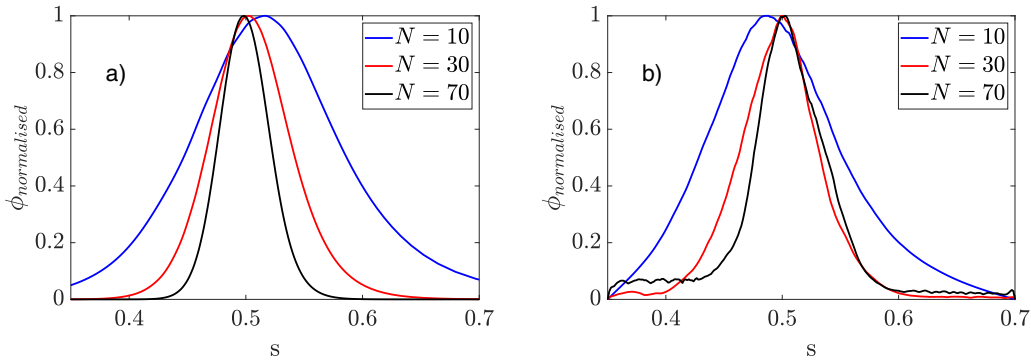 a)
ϕnormalised
1
0.8
0.6
0.4
0.2
0
0.4
0.5
0.6
0.7
s
N = 10
N = 30
N = 70
b)
ϕnormalised
1
0.8
0.6
0.4
0.2
0
0.4
0.5
0.6
0.7
s
N = 10
N = 30
N = 70